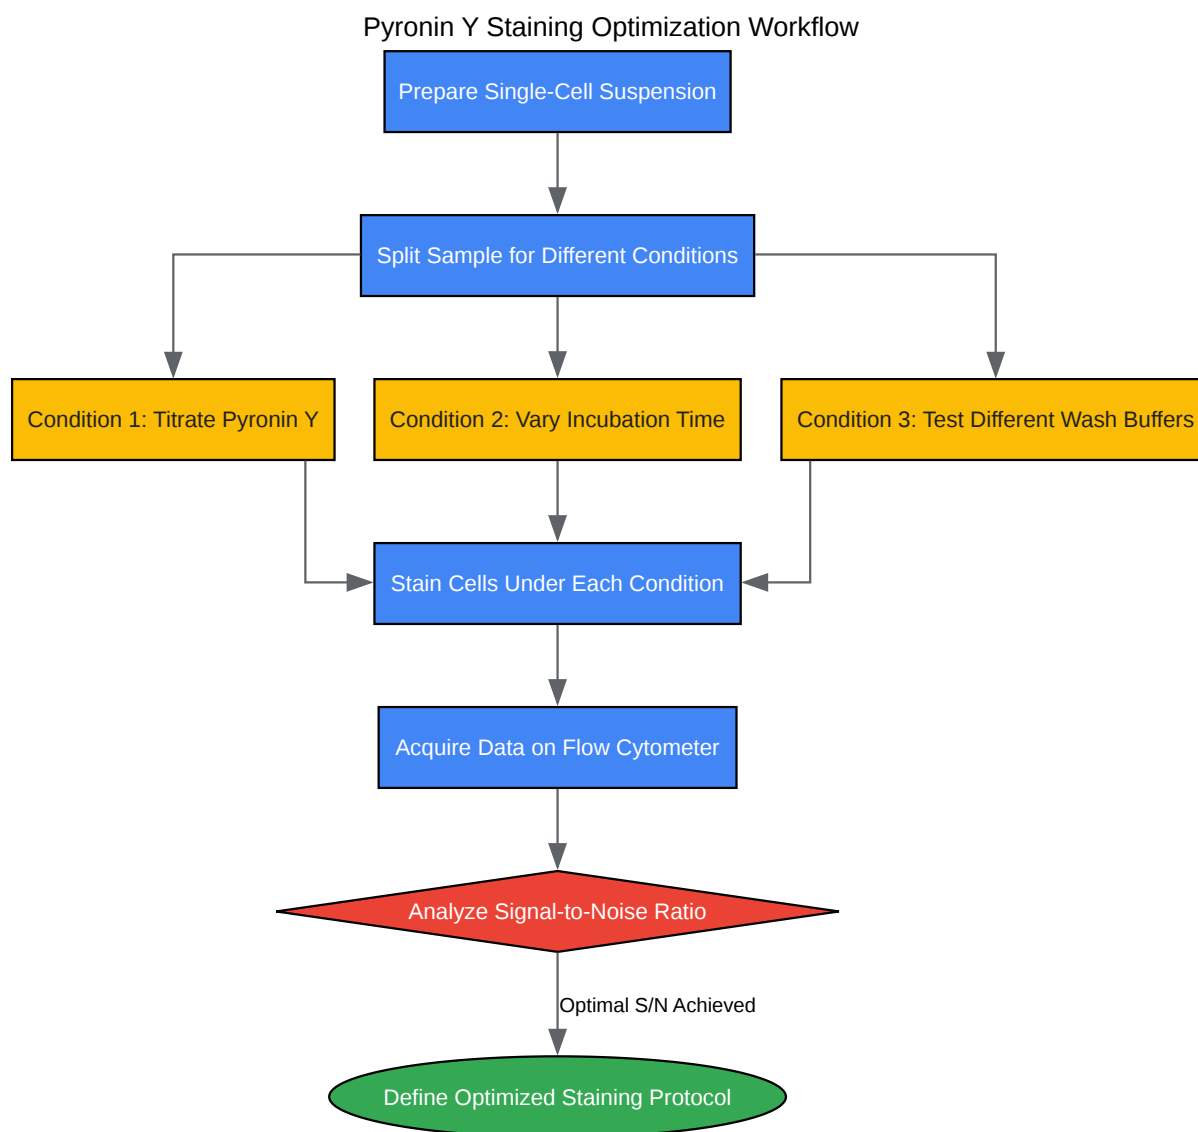 Pyronin Y Staining Optimization Workflow
Prepare Single-Cell Suspension
Split Sample for Different Conditions
Condition 1: Titrate Pyronin Y
Condition 2: Vary Incubation Time
Condition 3: Test Different Wash Buffers
Stain Cells Under Each Condition
Acquire Data on Flow Cytometer
Analyze Signal-to-Noise Ratio
Optimal S/N Achieved
Define Optimized Staining Protocol